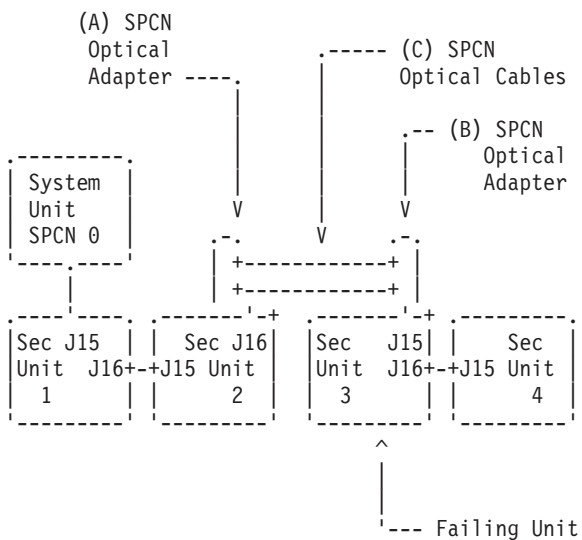 (A) SPCN
Optical
Adapter
(C) SPCN
Optical Cables
(B) SPCN
Optical
Adapter
System
Unit
SPCN 0
V
V
V
Sec J15
Unit J16
1
Sec J16
J15 Unit
2
Sec J15
Unit J16
3
Sec
J15 Unit
4
Failing Unit